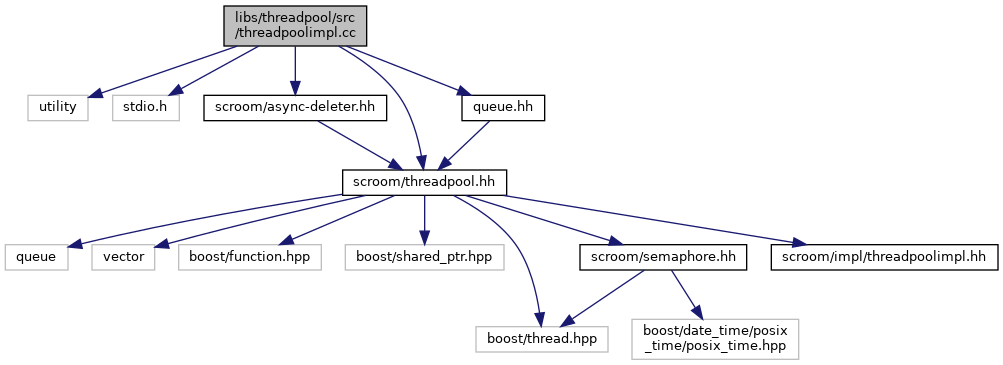 libs/threadpool/src
/threadpoolimpl.cc
utility
stdio.h
scroom/async-deleter.hh
queue.hh
scroom/threadpool.hh
queue
vector
boost/function.hpp
boost/shared_ptr.hpp
scroom/semaphore.hh
scroom/impl/threadpoolimpl.hh
boost/thread.hpp
boost/date_time/posix
_time/posix_time.hpp